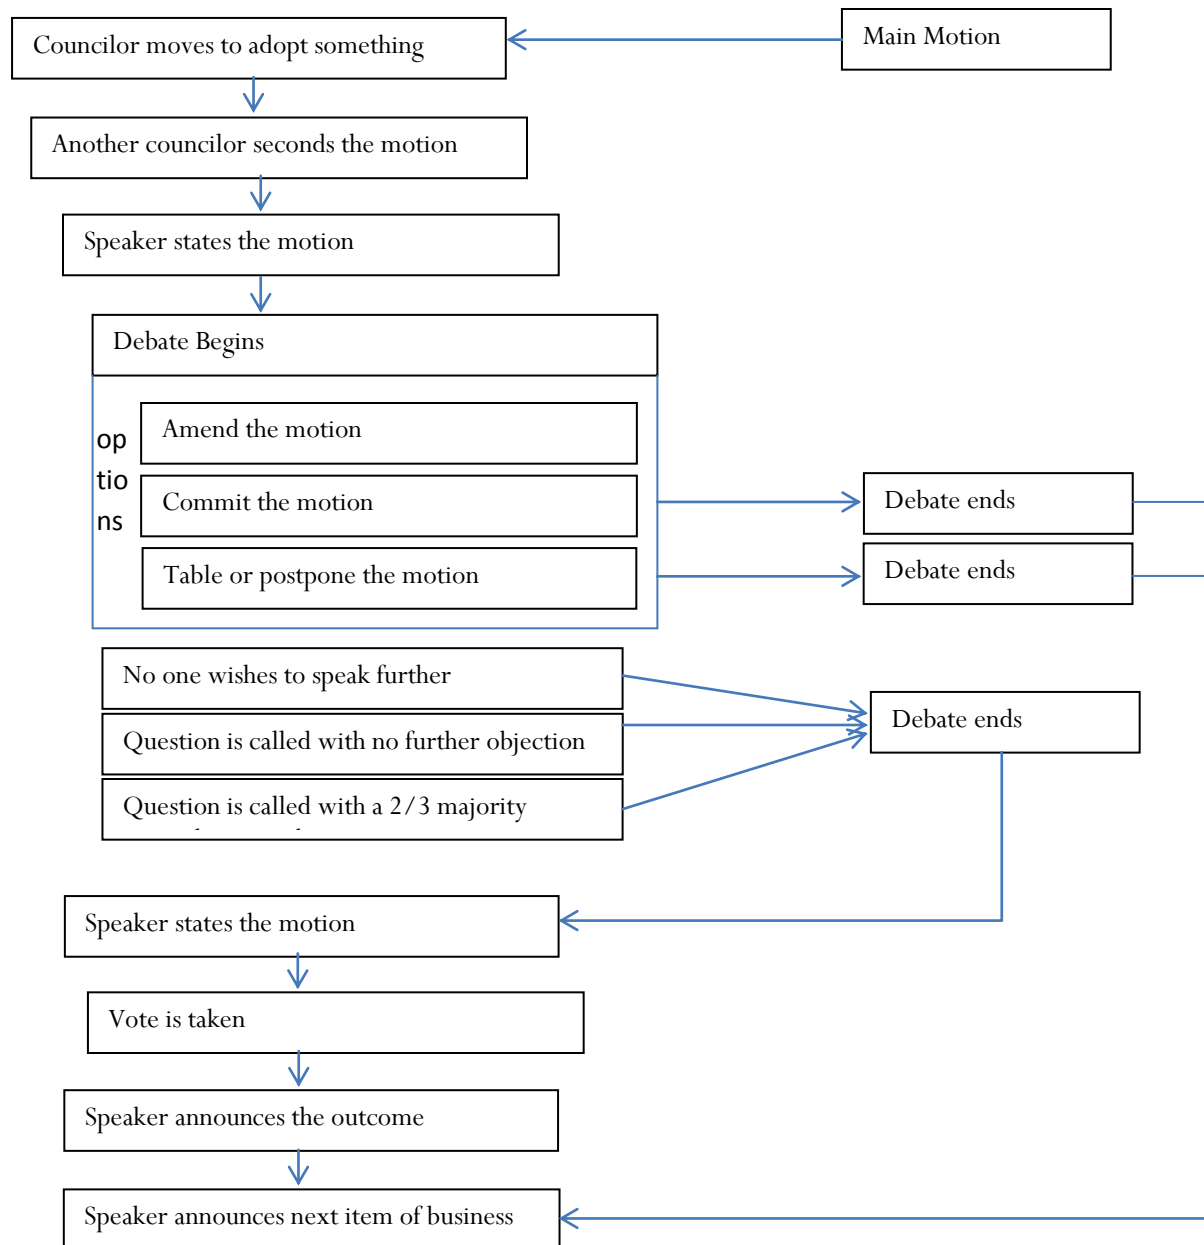 Councilor moves to adopt something
Main Motion
Another councilor seconds the motion
Speaker states the motion
Debate Begins
op
tio
ns
Amend the motion
Commit the motion
Debate ends
Table or postpone the motion
Debate ends
No one wishes to speak further
Question is called with no further objection
Debate ends
Question is called with a 2/3 majority
Speaker states the motion
Vote is taken
Speaker announces the outcome
Speaker announces next item of business